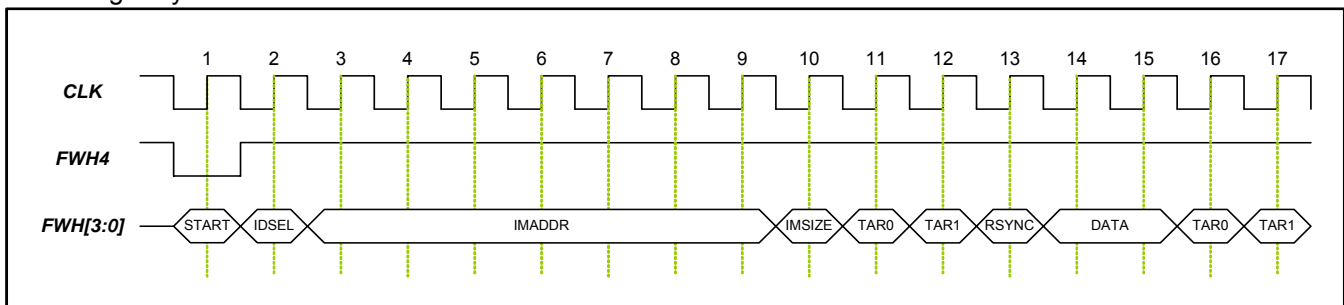 1 2 3 4 5 6 7 8 9 10 11 12 13 14 15 16 17
CLK
FWH4
FWH[3:0] START IDSEL IMADDR IMSIZE TAR0 TAR1 RSYNC DATA TAR0 TAR1